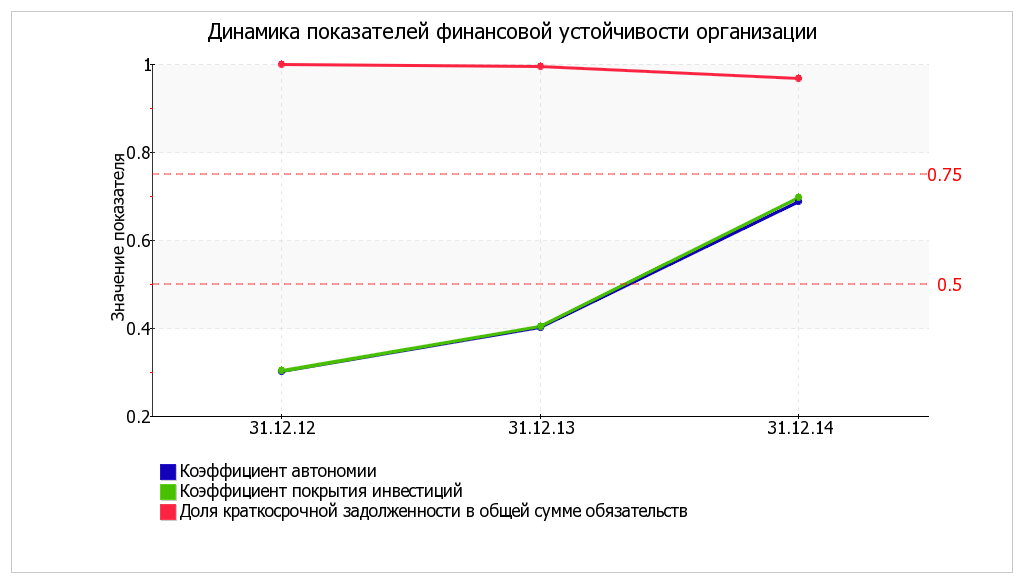 Динамика показателей финансовой устойчивости организации
Значение показателя
1
0.8
0.75
0.6
0.5
0.4
0.2
31.12.12 31.12.13 31.12.14
Коэффициент автономии
Коэффициент покрытия инвестиций
Доля краткосрочной задолженности в общей сумме обязательств